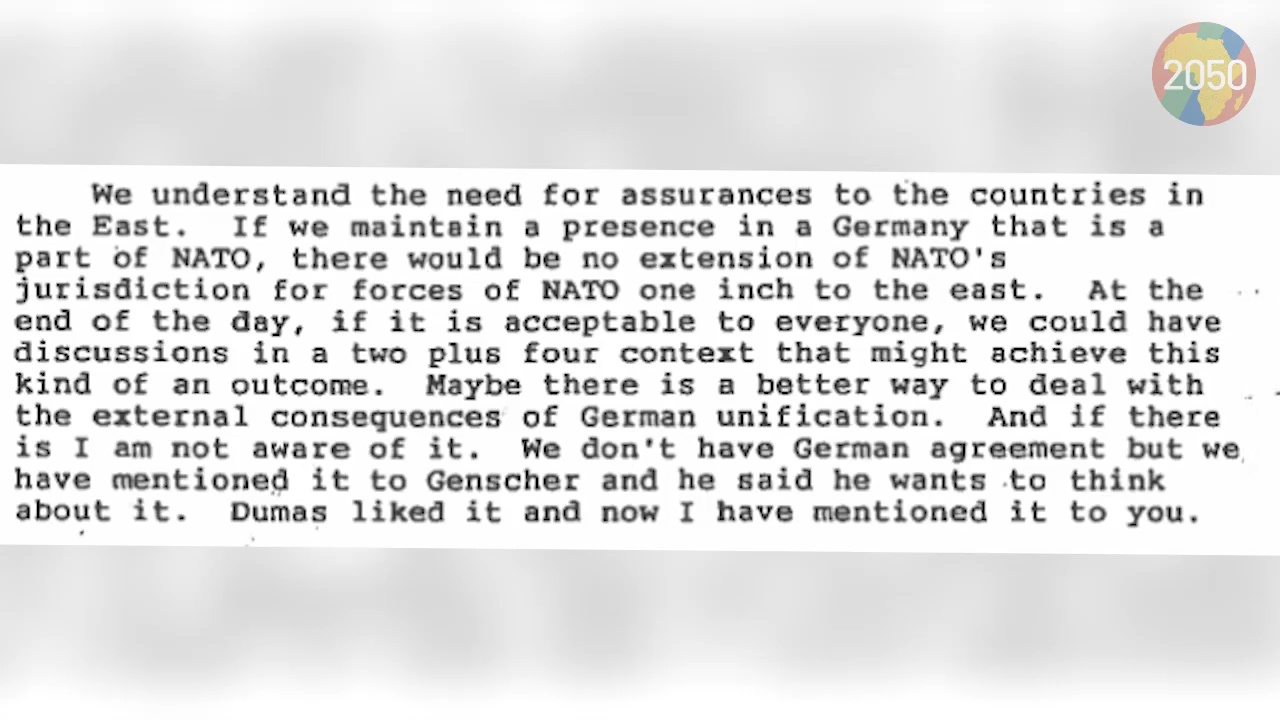 2050
We understand the need for assurances to the countries in
the East. If we maintain a presence in a Germany that is a
part of NATO, there would be no extension of NATO's
jurisdiction for forces of NATO one inch to the east. At the
end of the day, if it is acceptable to everyone, we could have
discussions in a two plus four context that might achieve this
kind of an outcome. Maybe there is a better way to deal with
the external consequences of German unification. And if there
is I am not aware of it. We don't have German agreement but we
have mentioned it to Genscher and he said he wants to think
about it. Dumas liked it and now I have mentioned it to you.